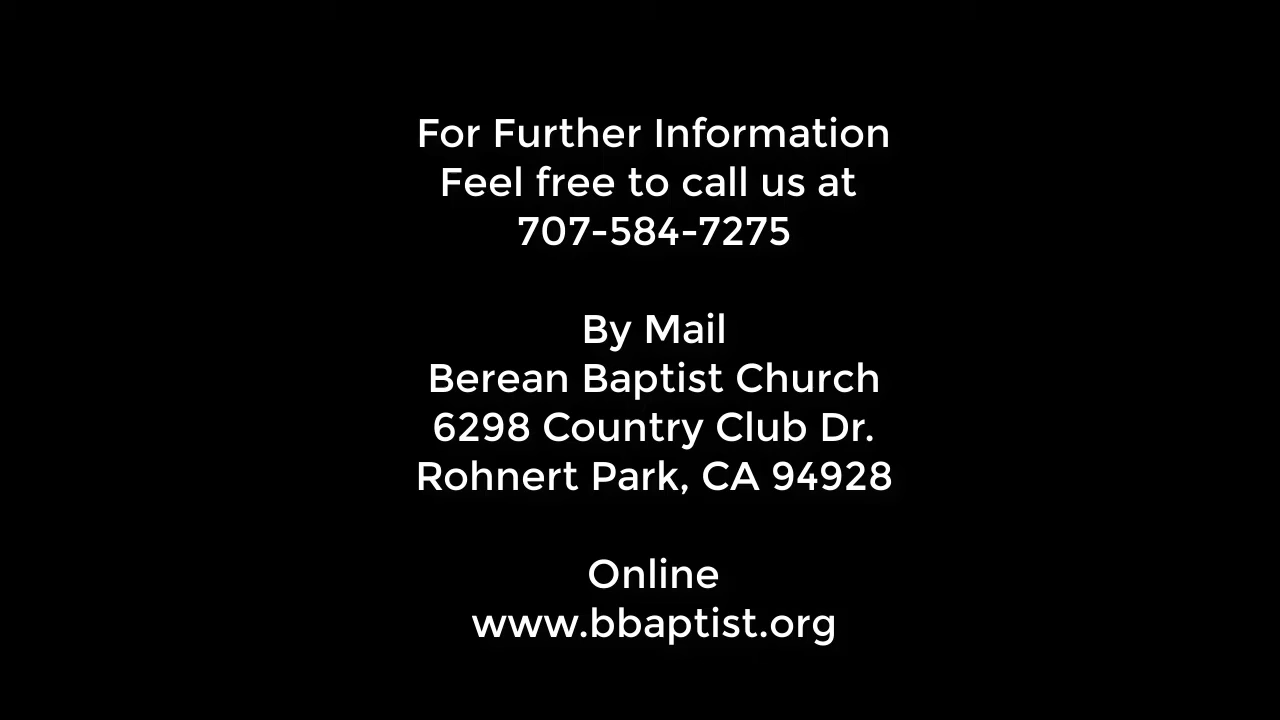 For Further Information
Feel free to call us at
707-584-7275
By Mail
Berean Baptist Church
6298 Country Club Dr.
Rohnert Park, CA 94928
Online
www.bbaptist.org